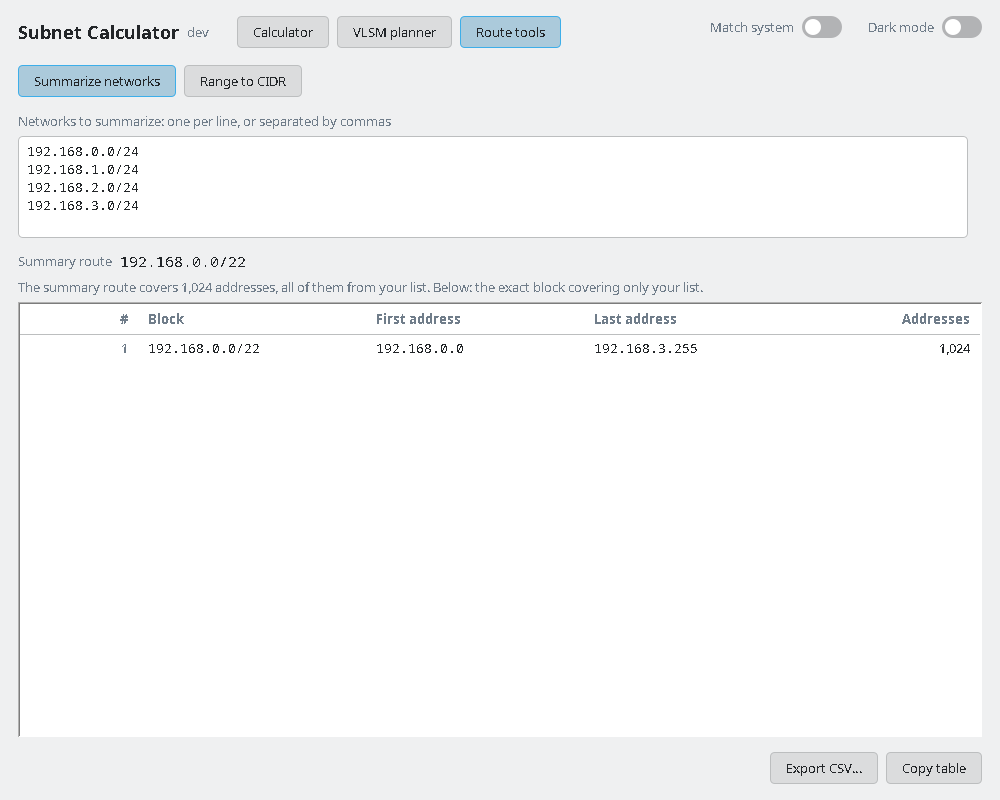 Subnet Calculator dev Calculator VLSM planner Route tools Match system Dark mode
Summarize networks Range to CIDR
Networks to summarize: one per line, or separated by commas
192.168.0.0/24
192.168.1.0/24
192.168.2.0/24
192.168.3.0/24
Summary route 192.168.0.0/22
The summary route covers 1,024 addresses, all of them from your list. Below: the exact block covering only your list.
# Block First address Last address Addresses
1 192.168.0.0/22 192.168.0.0 192.168.3.255 1,024
Export CSV... Copy table